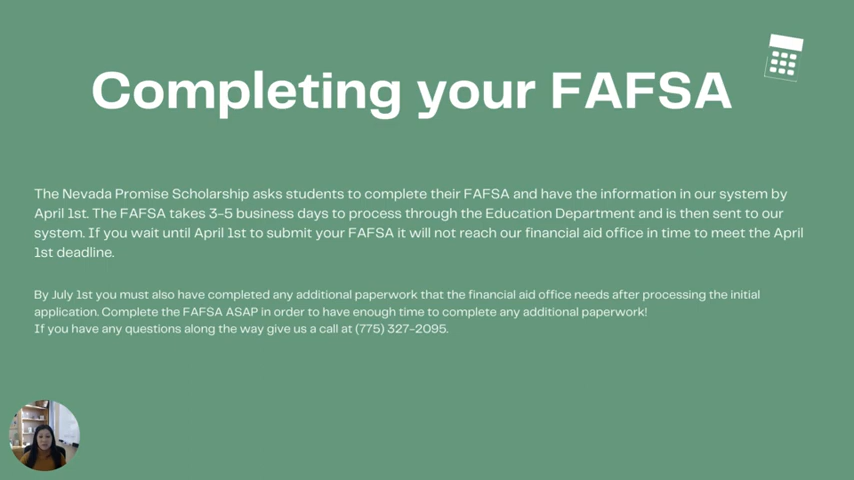 Completing your FAFSA
The Nevada Promise Scholarship asks students to complete their FAFSA and have the information in our system by
April 1st. The FAFSA takes 3-5 business days to process through the Education Department and is then sent to our
system. If you wait until April 1st to submit your FAFSA it will not reach our financial aid office in time to meet the April
1st deadline.
By July 1st you must also have completed any additional paperwork that the financial aid office needs after processing the initial
application. Complete the FAFSA ASAP in order to have enough time to complete any additional paperwork!
If you have any questions along the way give us a call at (775) 327-2095.